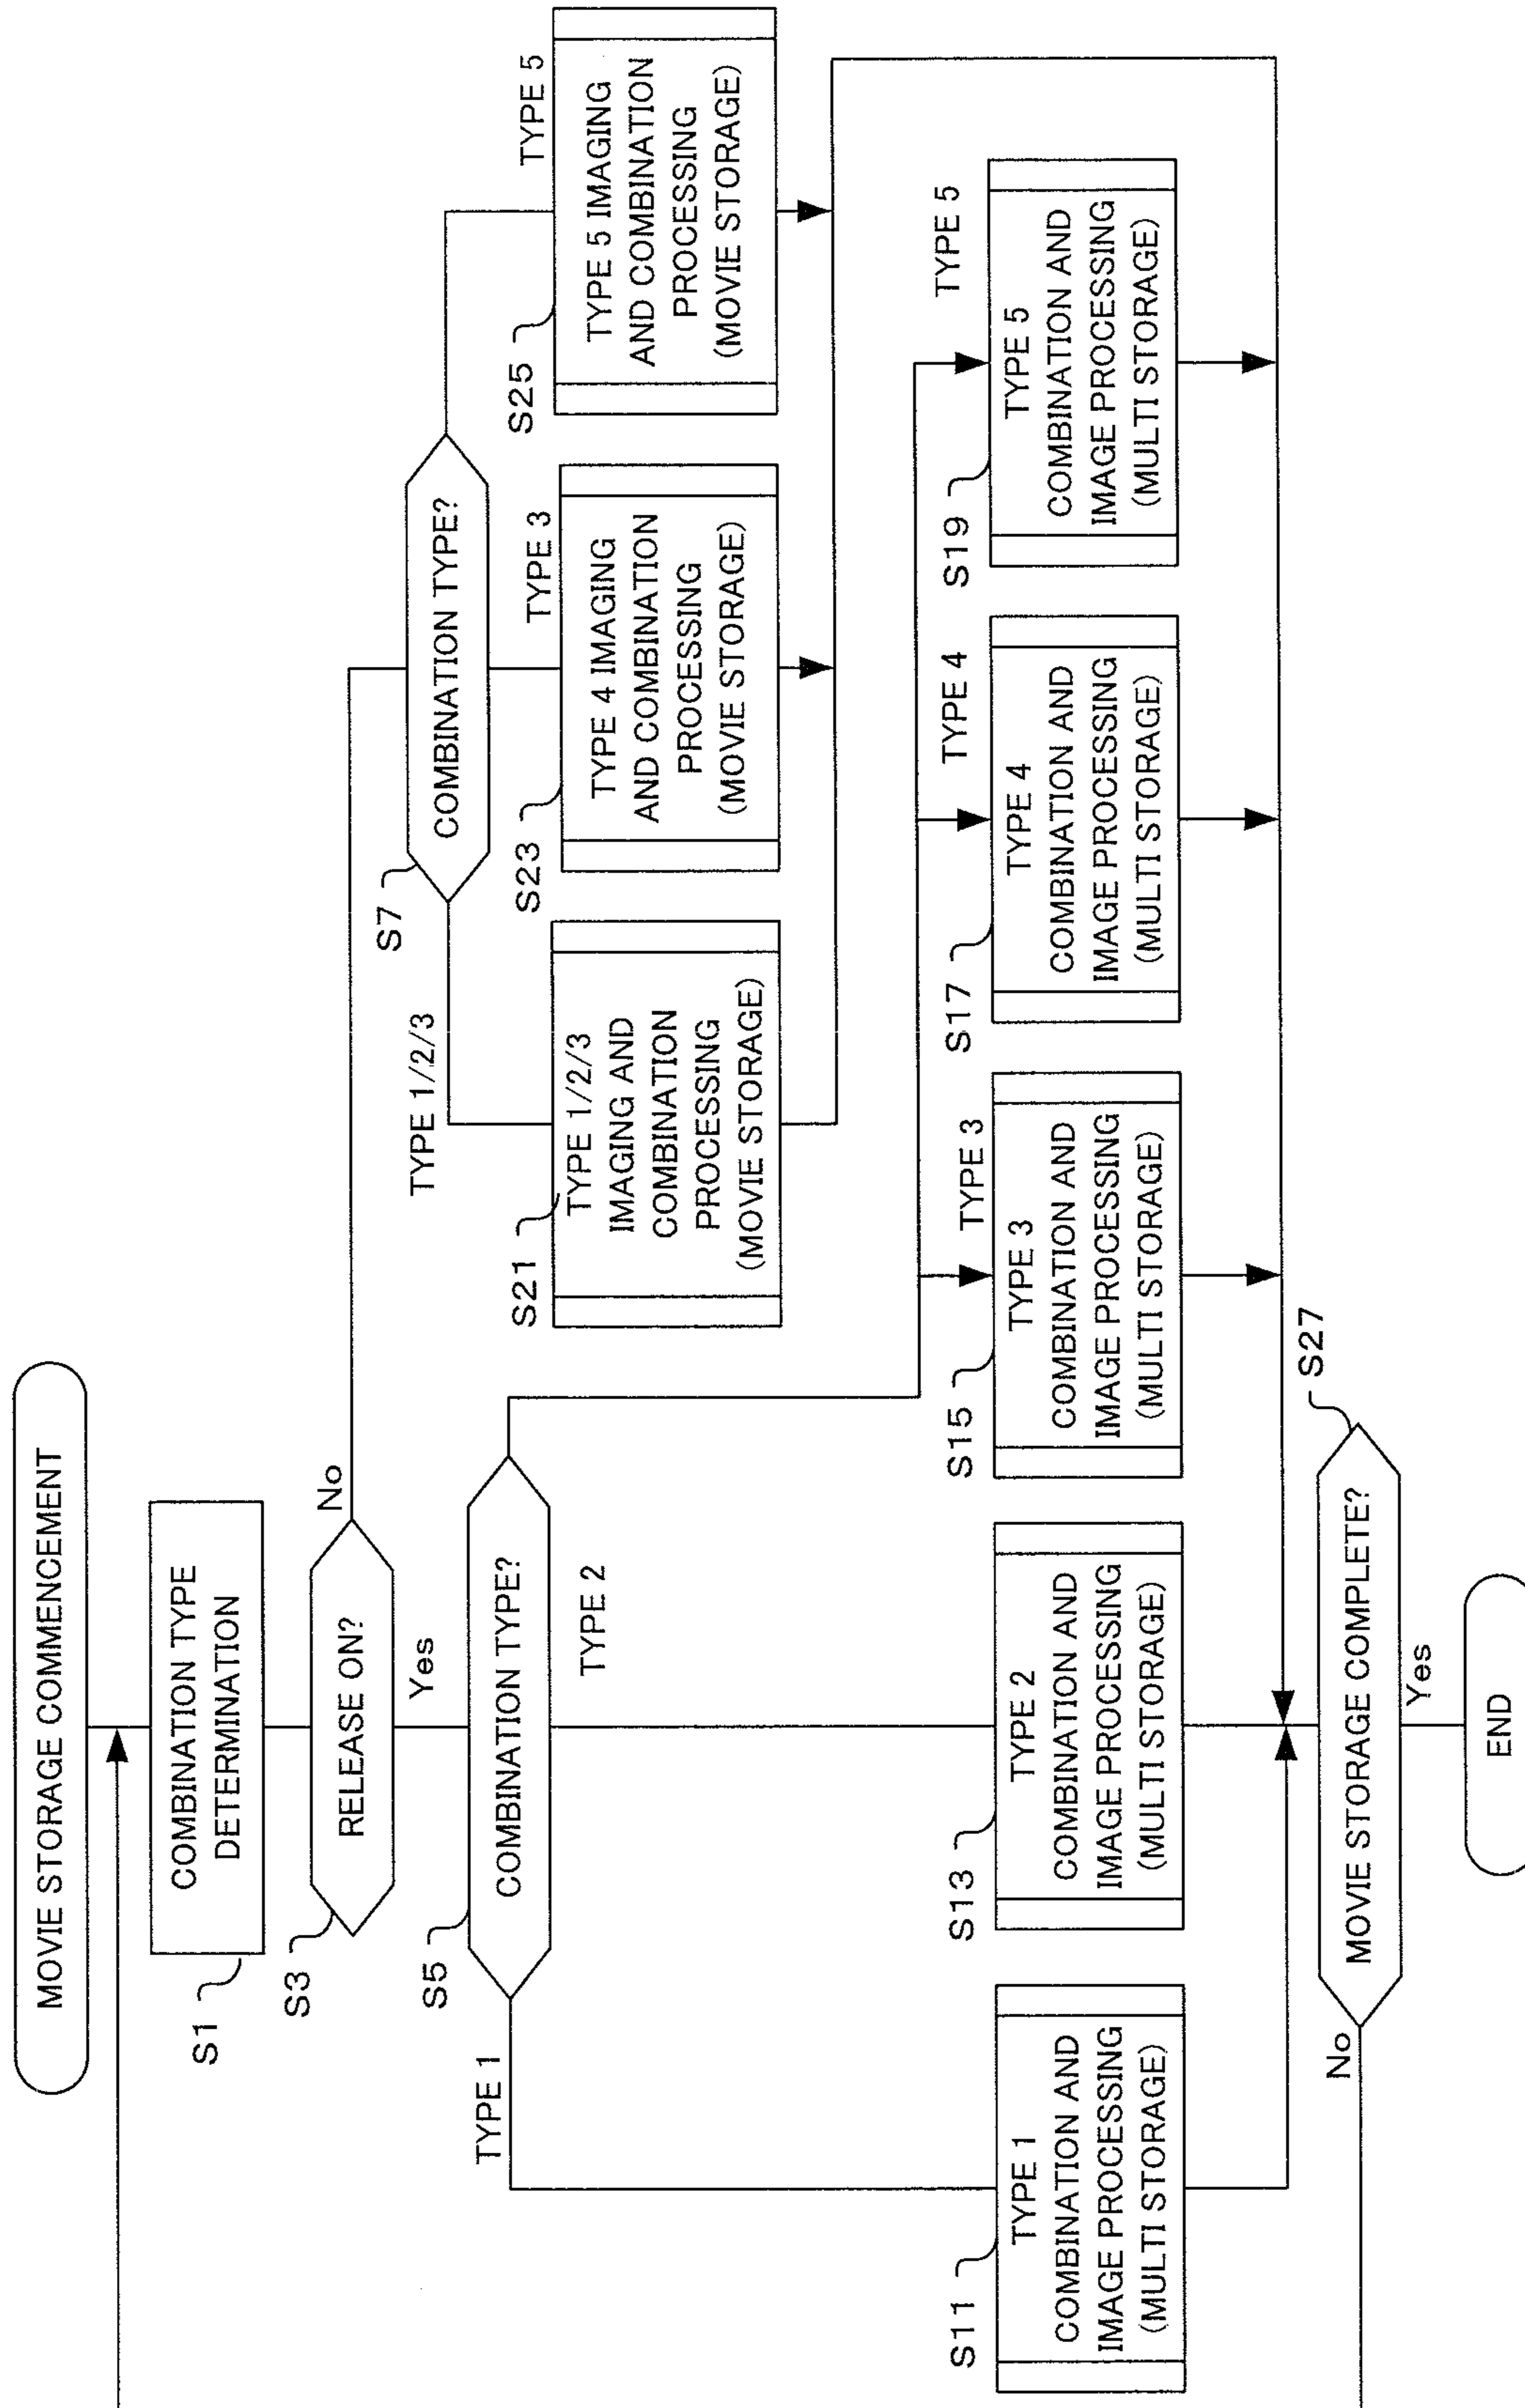 MOVIE STORAGE COMMENCEMENT
COMBINATION TYPE
DETERMINATION
S1
RELEASE ON?
S3
No
Yes
COMBINATION TYPE?
S5
COMBINATION TYPE?
S7
TYPE 1/2/3
TYPE 3
TYPE 5
S21
TYPE 1/2/3
IMAGING AND
COMBINATION
PROCESSING
(MOVIE STORAGE)
S23
TYPE 4 IMAGING
AND COMBINATION
PROCESSING
(MOVIE STORAGE)
S25
TYPE 5 IMAGING
AND COMBINATION
PROCESSING
(MOVIE STORAGE)
TYPE 1
TYPE 2
TYPE 3
TYPE 4
TYPE 5
S11
TYPE 1
COMBINATION AND
IMAGE PROCESSING
(MULTI STORAGE)
S13
TYPE 2
COMBINATION AND
IMAGE PROCESSING
(MULTI STORAGE)
S15
TYPE 3
COMBINATION AND
IMAGE PROCESSING
(MULTI STORAGE)
S17
TYPE 4
COMBINATION AND
IMAGE PROCESSING
(MULTI STORAGE)
S19
TYPE 5
COMBINATION AND
IMAGE PROCESSING
(MULTI STORAGE)
MOVIE STORAGE COMPLETE?
S27
No
Yes
END